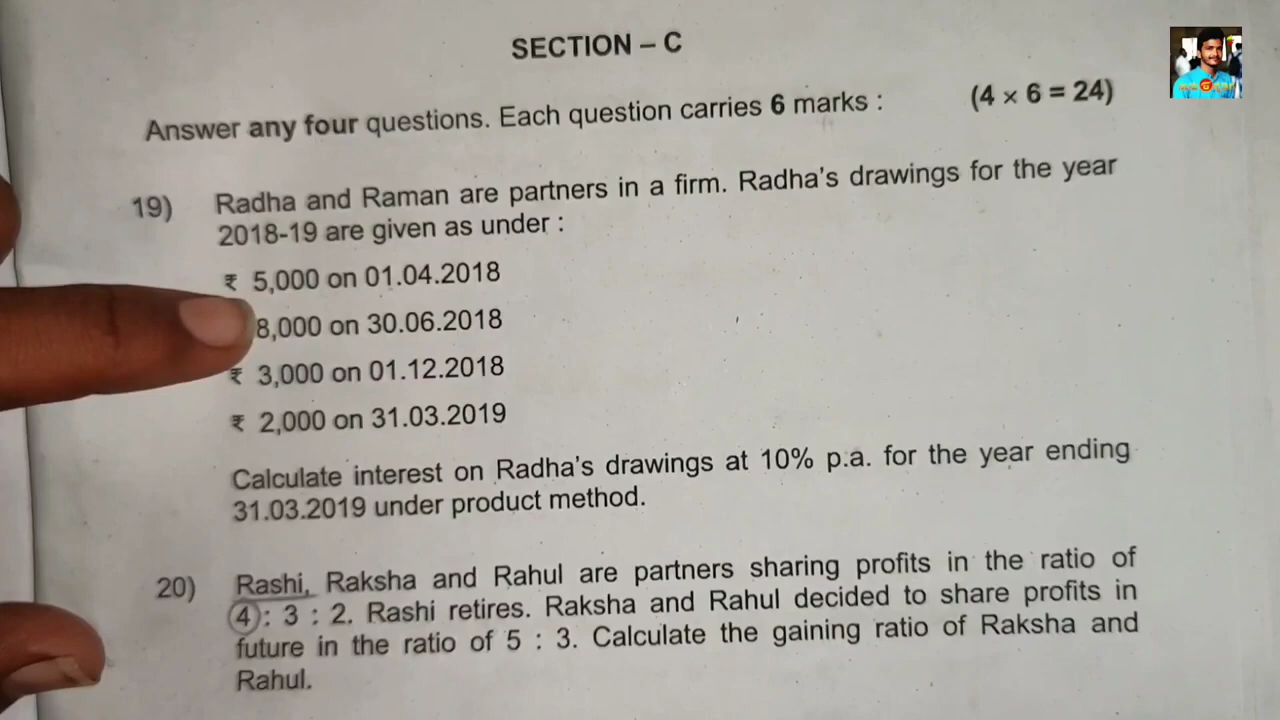 SECTION – C
Answer any four questions. Each question carries 6 marks : (4 × 6 = 24)
19) Radha and Raman are partners in a firm. Radha's drawings for the year
2018-19 are given as under :
₹ 5,000 on 01.04.2018
8,000 on 30.06.2018
₹ 3,000 on 01.12.2018
₹ 2,000 on 31.03.2019
Calculate interest on Radha's drawings at 10% p.a. for the year ending
31.03.2019 under product method.
20) Rashi, Raksha and Rahul are partners sharing profits in the ratio of
4 : 3 : 2. Rashi retires. Raksha and Rahul decided to share profits in
future in the ratio of 5 : 3. Calculate the gaining ratio of Raksha and
Rahul.